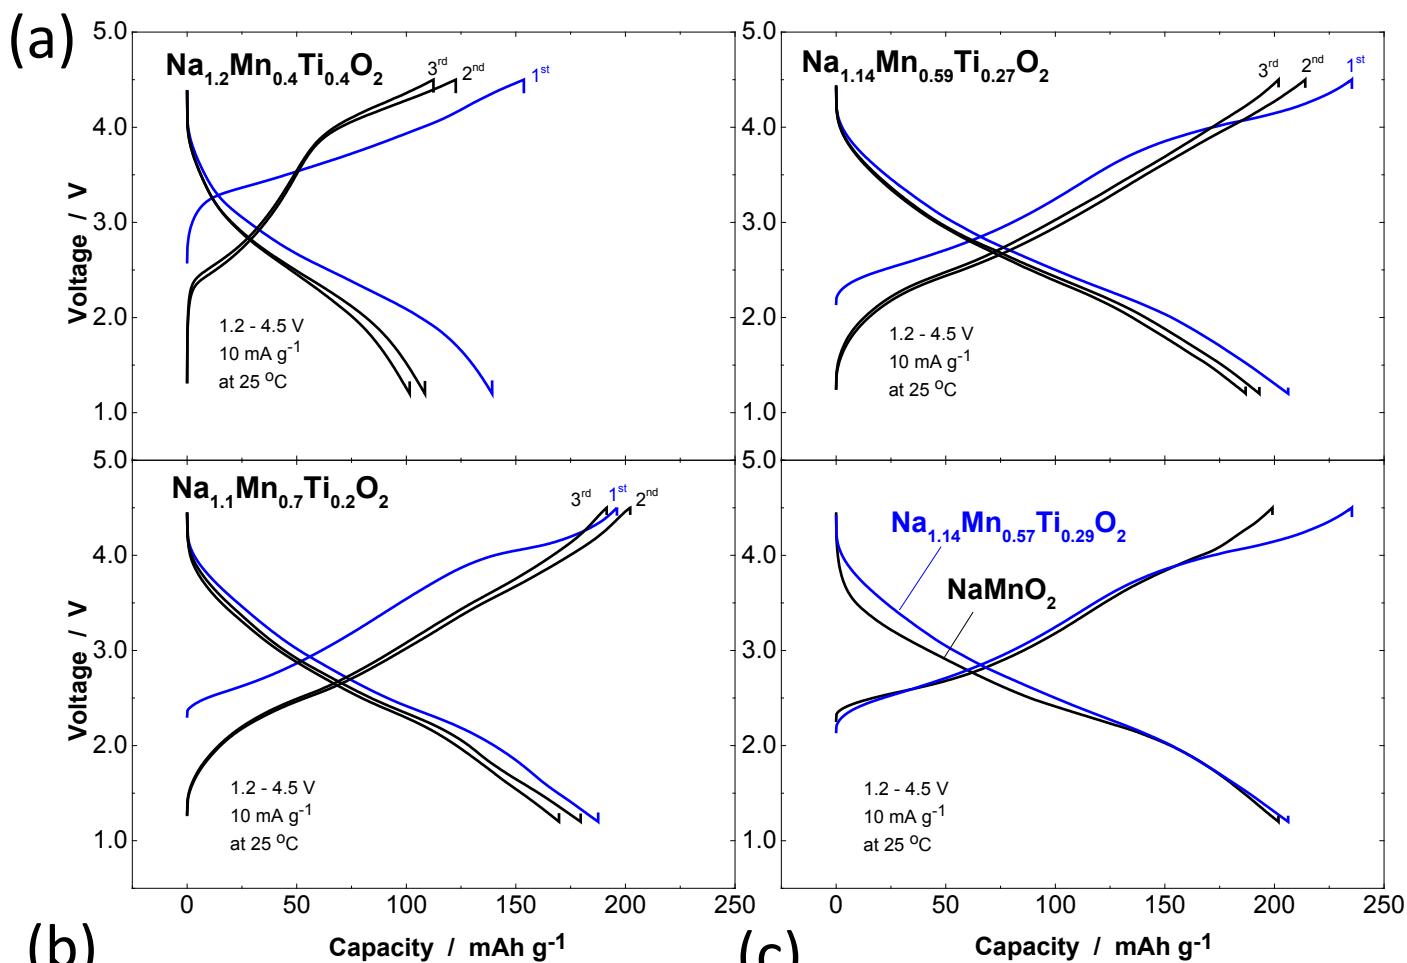 (a)
5.0
4.0
3.0
2.0
1.0
Voltage / V
Na1.2Mn0.4Ti0.4O2
3rd
2nd
1st
1.2 - 4.5 V
10 mA g-1
at 25 oC
5.0
4.0
3.0
2.0
1.0
Na1.14Mn0.59Ti0.27O2
3rd
2nd
1st
1.2 - 4.5 V
10 mA g-1
at 25 oC
5.0
4.0
3.0
2.0
1.0
Voltage / V
Na1.1Mn0.7Ti0.2O2
3rd
1st
2nd
1.2 - 4.5 V
10 mA g-1
at 25 oC
0 50 100 150 200 250
Capacity / mAh g-1
5.0
4.0
3.0
2.0
1.0
Na1.14Mn0.57Ti0.29O2
NaMnO2
1.2 - 4.5 V
10 mA g-1
at 25 oC
0 50 100 150 200 250
Capacity / mAh g-1
(b)
(c)